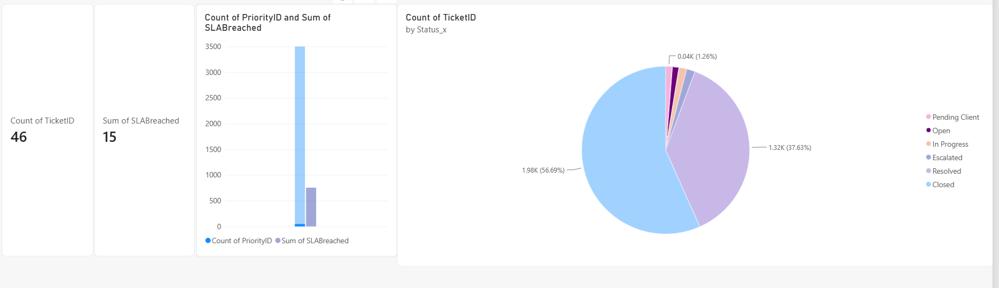 Count of TicketID
46
Sum of SLABreached
15
Count of PriorityID and Sum of
SLABreached
3500
3000
2500
2000
1500
1000
500
0
Count of PriorityID
Sum of SLABreached
Count of TicketID
by Status_x
0.04K (1.26%)
1.32K (37.63%)
1.98K (56.69%)
Pending Client
Open
In Progress
Escalated
Resolved
Closed